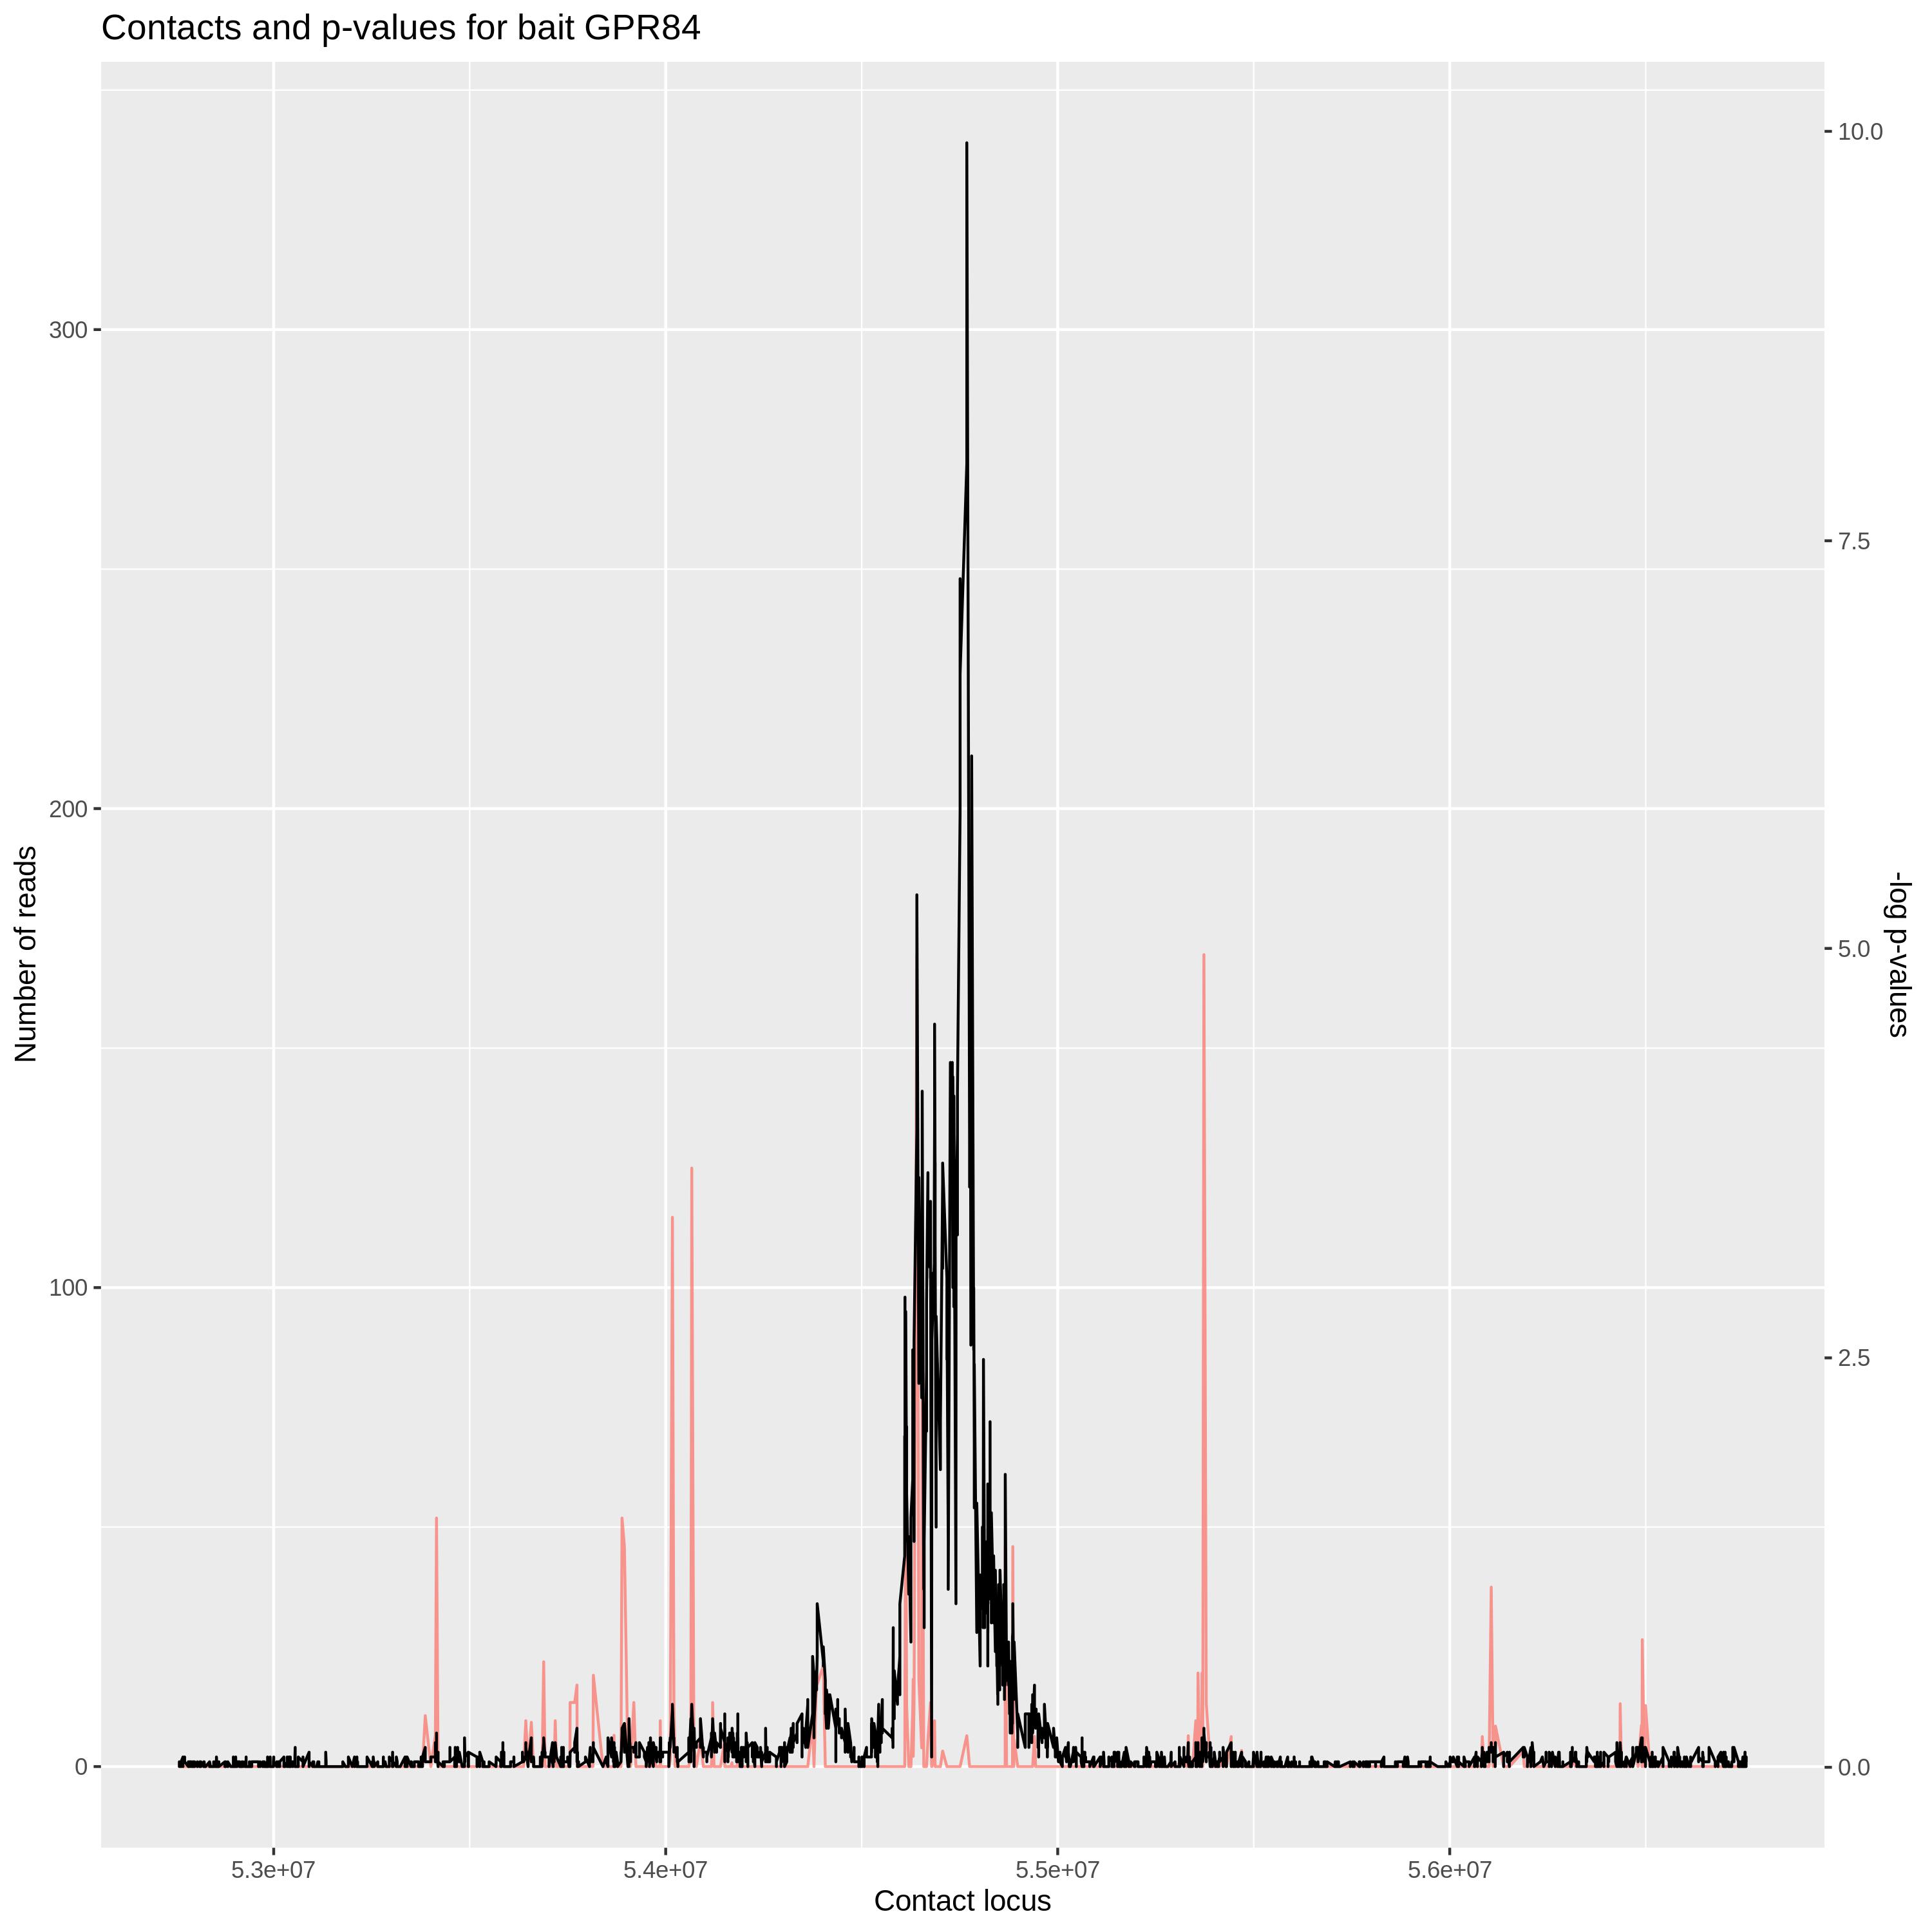 Contacts and p-values for bait GPR84
300
200
100
0
Number of reads
10.0
7.5
5.0
2.5
0.0
-log p-values
5.3e+07
5.4e+07
5.5e+07
5.6e+07
Contact locus